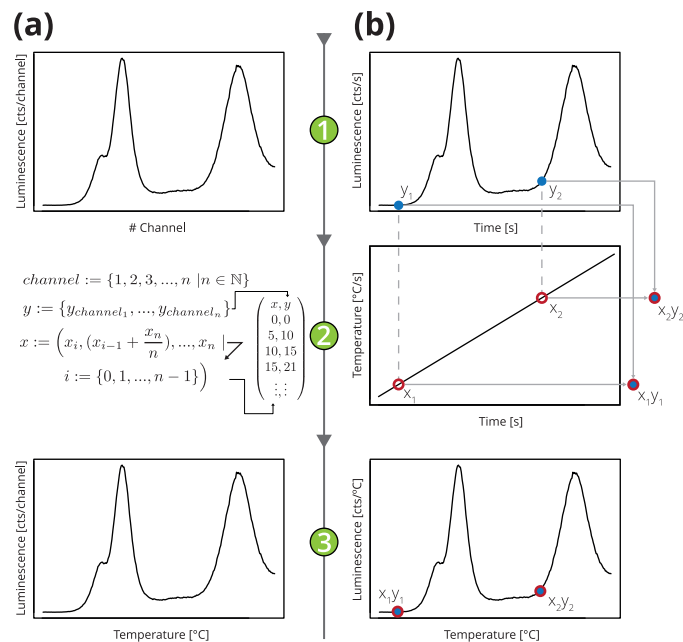 (a)
(b)
Luminescence [cts/channel]
# Channel
1
Luminescence [cts/s]
y₁
y₂
Time [s]
channel := {1, 2, 3, ..., n |n ∈ ℕ}
y := {y_channel₁, ..., y_channelₙ}
x := (xᵢ, (xᵢ₋₁ + xₙ/n), ..., xₙ |
i := {0, 1, ..., n − 1})
x, y
0, 0
5, 10
10, 15
15, 21
⋮, ⋮
2
Temperature [°C/s]
x₁
x₂
x₂y₂
x₁y₁
Time [s]
Luminescence [cts/channel]
Temperature [°C]
3
Luminescence [cts/°C]
x₁y₁
x₂y₂
Temperature [°C]